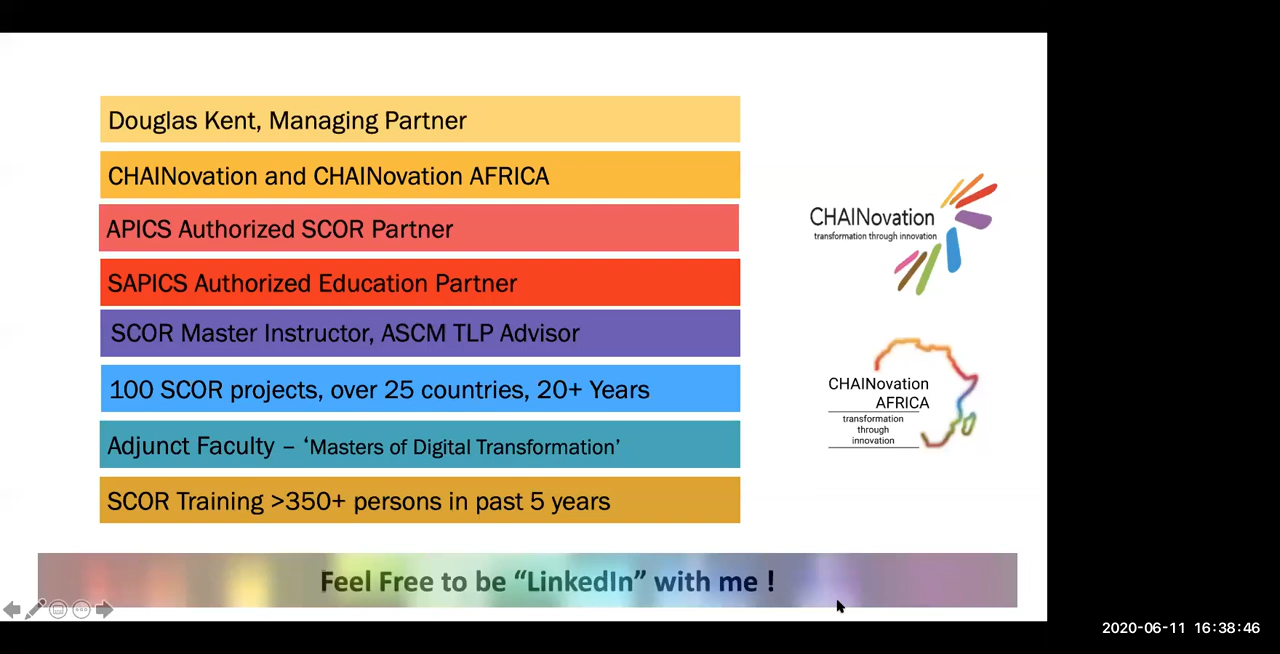 Douglas Kent, Managing Partner
CHAINovation and CHAINovation AFRICA
APICS Authorized SCOR Partner
SAPICS Authorized Education Partner
SCOR Master Instructor, ASCM TLP Advisor
100 SCOR projects, over 25 countries, 20+ Years
Adjunct Faculty – ‘Masters of Digital Transformation’
SCOR Training >350+ persons in past 5 years
CHAINovation
transformation through innovation
CHAINovation
AFRICA
transformation
through
innovation
Feel Free to be “LinkedIn” with me !
2020-06-11 16:38:46